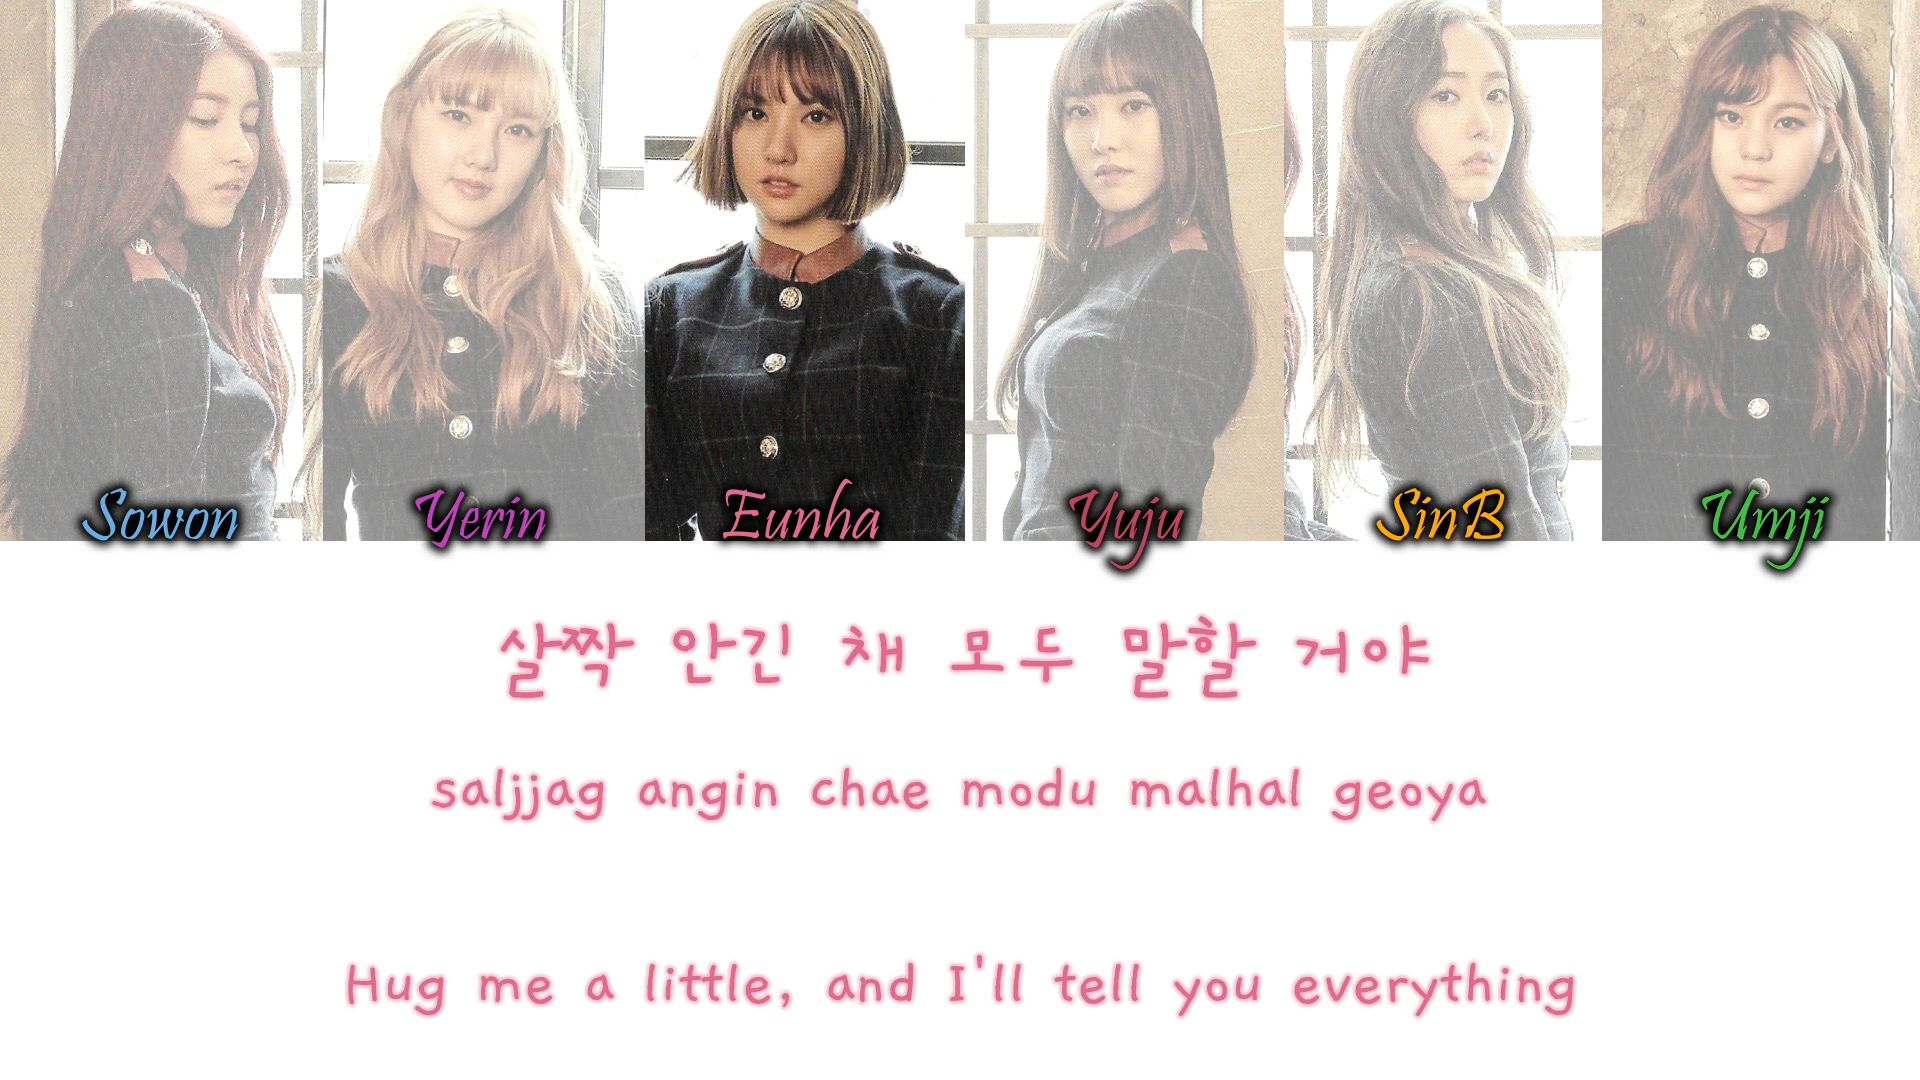 Sowon Yerin Eunha Yuju SinB Umji
살짝 안긴 채 모두 말할 거야
saljjag angin chae modu malhal geoya
Hug me a little, and I'll tell you everything